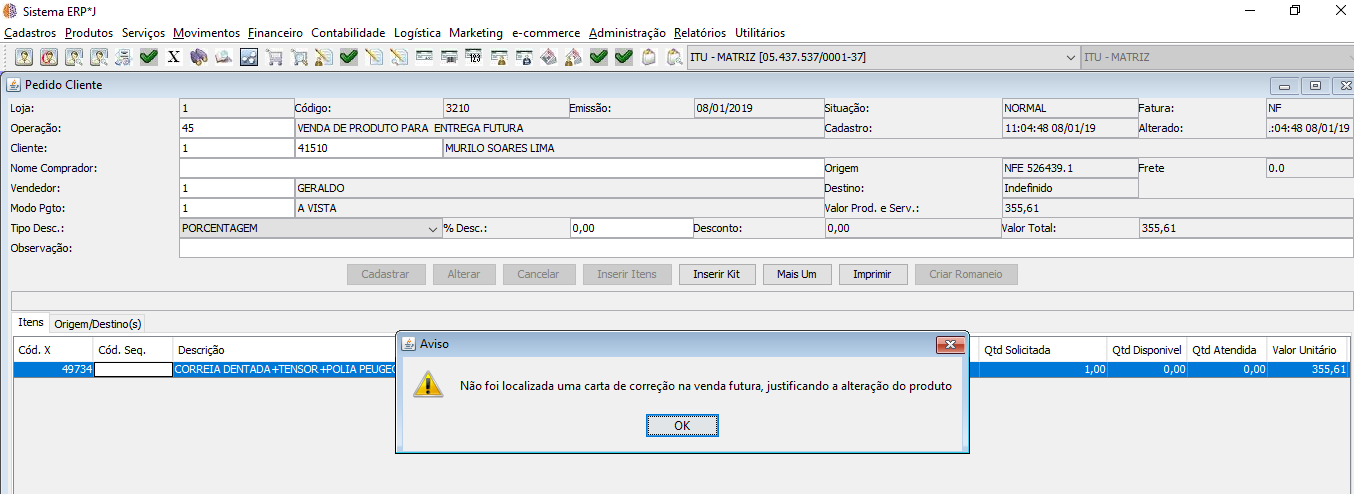 Sistema ERP*J
Cadastros Produtos Serviços Movimentos Financeiro Contabilidade Logística Marketing e-commerce Administração Relatórios Utilitários
X 123 ITU - MATRIZ [05.437.537/0001-37] ITU - MATRIZ
Pedido Cliente
Loja: 1 Código: 3210 Emissão: 08/01/2019 Situação: NORMAL Fatura: NF
Operação: 45 VENDA DE PRODUTO PARA ENTREGA FUTURA Cadastro: 11:04:48 08/01/19 Alterado: .:04:48 08/01/19
Cliente: 1 41510 MURILO SOARES LIMA
Nome Comprador: Origem NFE 526439.1 Frete 0.0
Vendedor: 1 GERALDO Destino: Indefinido
Modo Pgto: 1 A VISTA Valor Prod. e Serv.: 355,61
Tipo Desc.: PORCENTAGEM % Desc.: 0,00 Desconto: 0,00 Valor Total: 355,61
Observação:
Cadastrar Alterar Cancelar Inserir Itens Inserir Kit Mais Um Imprimir Criar Romaneio
Itens Origem/Destino(s)
Cód. X Cód. Seq. Descrição Qtd Solicitada Qtd Disponivel Qtd Atendida Valor Unitário
49734 CORREIA DENTADA+TENSOR+POLIA PEUGEO 1,00 0,00 0,00 355,61
Aviso
Não foi localizada uma carta de correção na venda futura, justificando a alteração do produto
OK